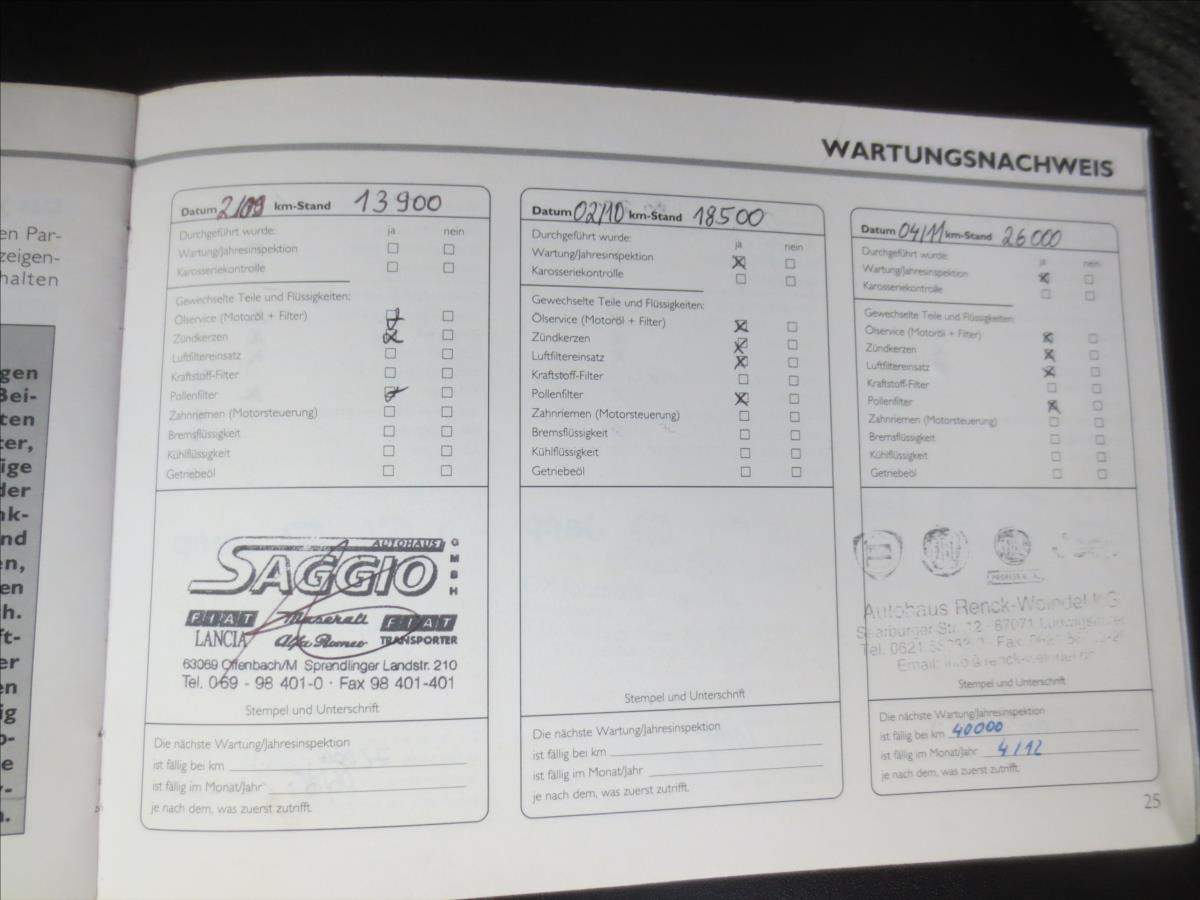 en Par-
zeigen-
halten
gen
Bei-
ten
ter,
ige
der
nk-
nd
en,
en
h.
ft-
er
en
ig
o-
e
y-
n.
WARTUNGSNACHWEIS
Datum 2/09 km-Stand 13900
Durchgeführt wurde: ja nein
Wartung/Jahresinspektion
Karosseriekontrolle
Gewechselte Teile und Flüssigkeiten:
Ölservice (Motoröl + Filter)
Zündkerzen
Luftfiltereinsatz
Kraftstoff-Filter
Pollenfilter
Zahnriemen (Motorsteuerung)
Bremsflüssigkeit
Kühlflüssigkeit
Getriebeöl
AUTOHAUS GMBH
SAGGIO
FIAT Maserati FIAT
LANCIA Alfa Romeo TRANSPORTER
63069 Offenbach/M Sprendlinger Landstr. 210
Tel. 069 - 98 401-0 · Fax 98 401-401
Stempel und Unterschrift
Die nächste Wartung/Jahresinspektion
ist fällig bei km
ist fällig im Monat/Jahr
je nach dem, was zuerst zutrifft.
Datum 02/10 km-Stand 18500
Durchgeführt wurde: ja nein
Wartung/Jahresinspektion
Karosseriekontrolle
Gewechselte Teile und Flüssigkeiten:
Ölservice (Motoröl + Filter)
Zündkerzen
Luftfiltereinsatz
Kraftstoff-Filter
Pollenfilter
Zahnriemen (Motorsteuerung)
Bremsflüssigkeit
Kühlflüssigkeit
Getriebeöl
Stempel und Unterschrift
Die nächste Wartung/Jahresinspektion
ist fällig bei km
ist fällig im Monat/Jahr
je nach dem, was zuerst zutrifft.
Datum 04/11 km-Stand 26000
Durchgeführt wurde: ja nein
Wartung/Jahresinspektion
Karosseriekontrolle
Gewechselte Teile und Flüssigkeiten:
Ölservice (Motoröl + Filter)
Zündkerzen
Luftfiltereinsatz
Kraftstoff-Filter
Pollenfilter
Zahnriemen (Motorsteuerung)
Bremsflüssigkeit
Kühlflüssigkeit
Getriebeöl
Autohaus Renck-Weindel
Saarburger Str. 12 - 67071
Tel. 0621 Fax
Email:
Stempel und Unterschrift
Die nächste Wartung/Jahresinspektion
ist fällig bei km 40000
ist fällig im Monat/Jahr 4/12
je nach dem, was zuerst zutrifft.
25